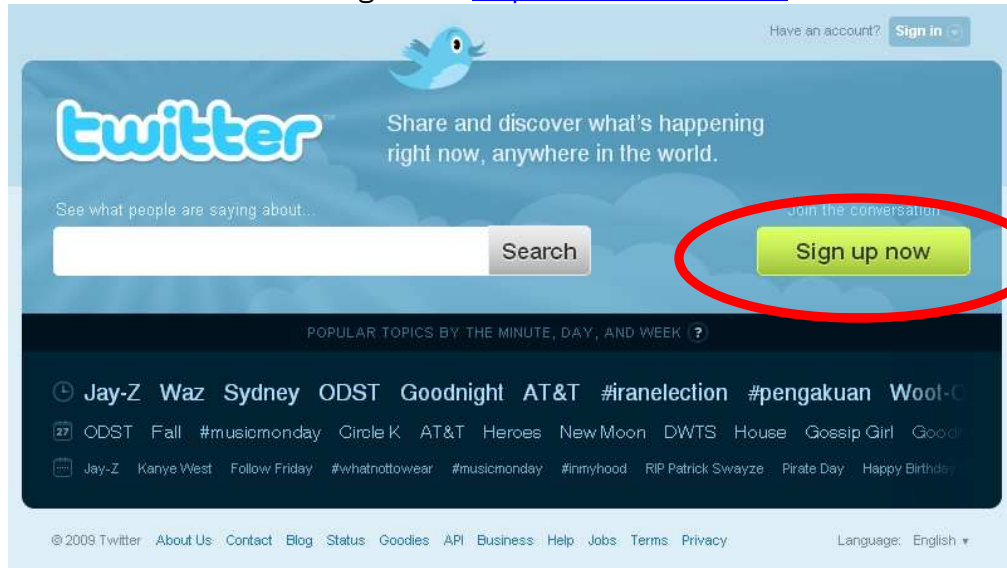 Have an account? Sign in
twitter
Share and discover what's happening
right now, anywhere in the world.
See what people are saying about...
Join the conversation
Search
Sign up now
POPULAR TOPICS BY THE MINUTE, DAY, AND WEEK ?
Jay-Z Waz Sydney ODST Goodnight AT&T #iranelection #pengakuan
27 ODST Fall #musicmonday Circle K AT&T Heroes New Moon DWTS House Gossip Girl
Jay-Z Kanye West Follow Friday #whatnottowear #musicmonday #inmyhood RIP Patrick Swayze Pirate Day Happy
© 2009 Twitter About Us Contact Blog Status Goodies API Business Help Jobs Terms Privacy Language: English